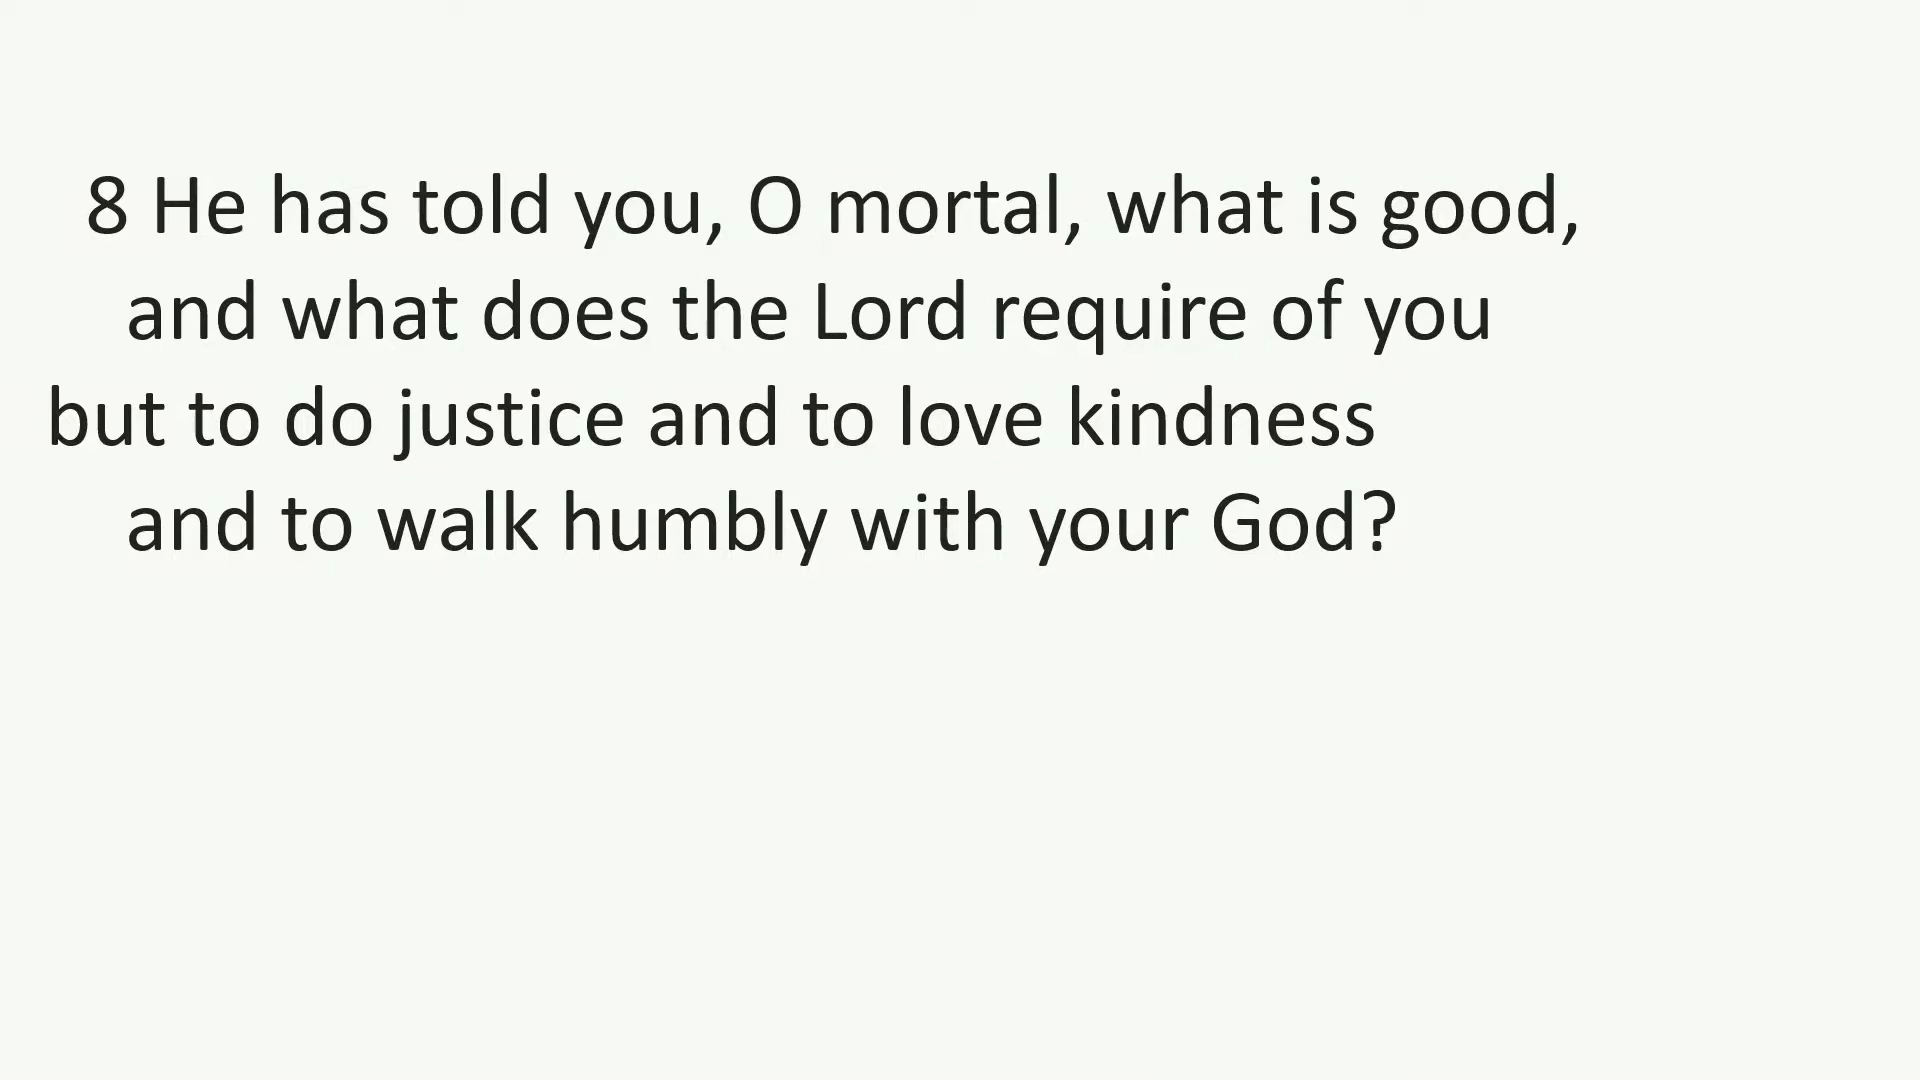 8 He has told you, O mortal, what is good,
and what does the Lord require of you
but to do justice and to love kindness
and to walk humbly with your God?